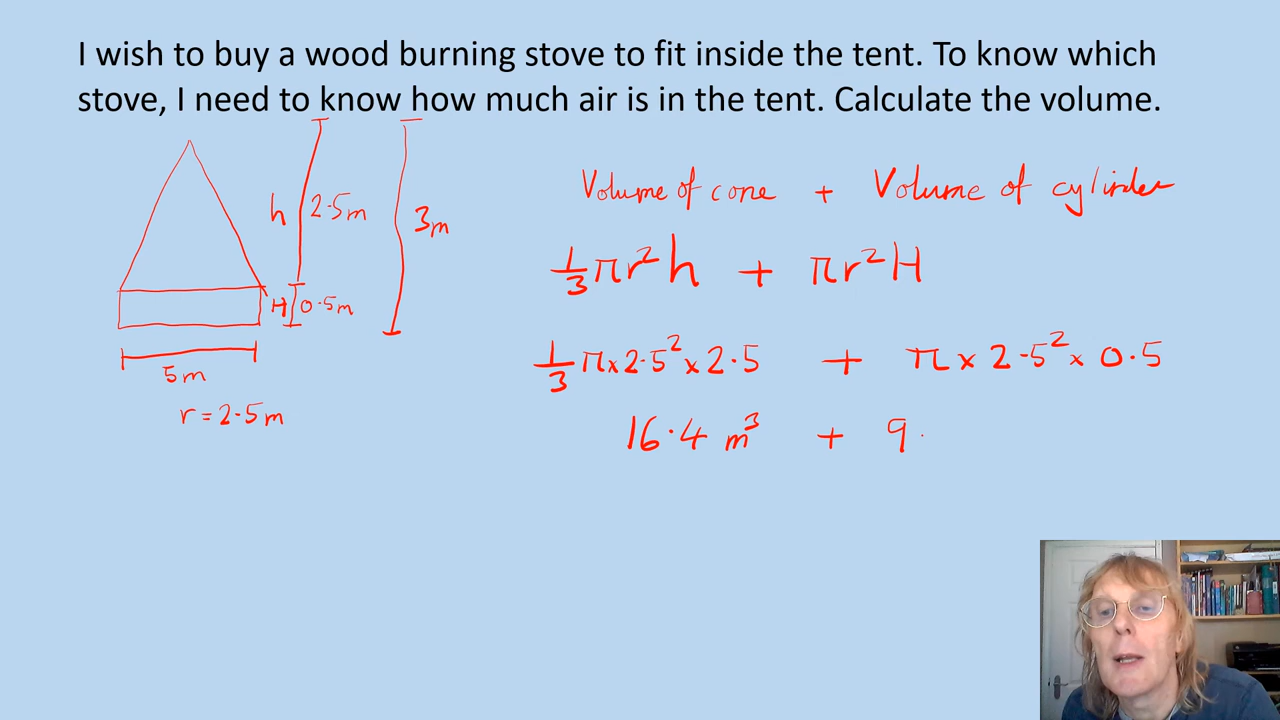 I wish to buy a wood burning stove to fit inside the tent. To know which
stove, I need to know how much air is in the tent. Calculate the volume.
Volume of cone + Volume of cylinder
h 2.5m
3m
⅓πr²h + πr²H
H 0.5m
⅓π×2.5²×2.5 + π×2.5²×0.5
5m
r=2.5m
16.4 m³ + 9.